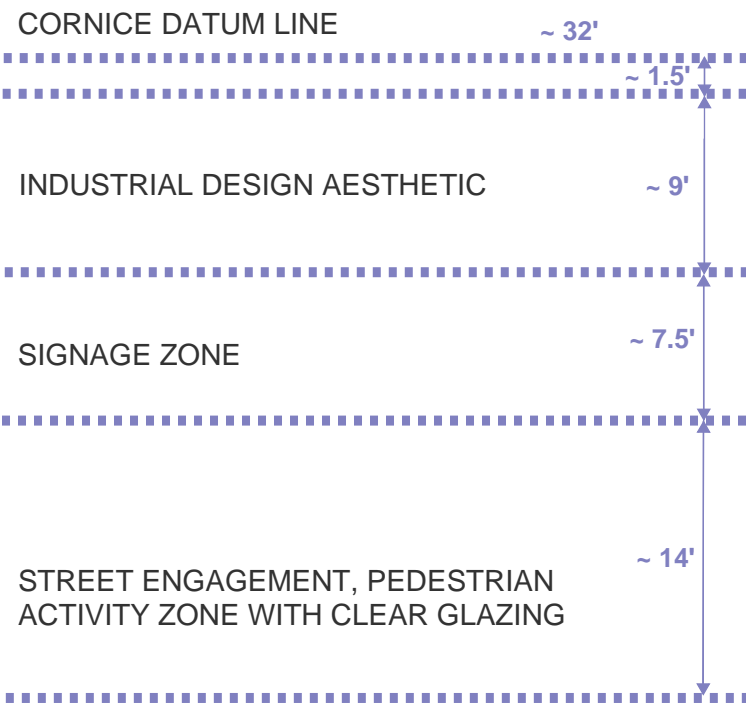 CORNICE DATUM LINE ~ 32'
~ 1.5'
INDUSTRIAL DESIGN AESTHETIC ~ 9'
SIGNAGE ZONE ~ 7.5'
~ 14'
STREET ENGAGEMENT, PEDESTRIAN
ACTIVITY ZONE WITH CLEAR GLAZING